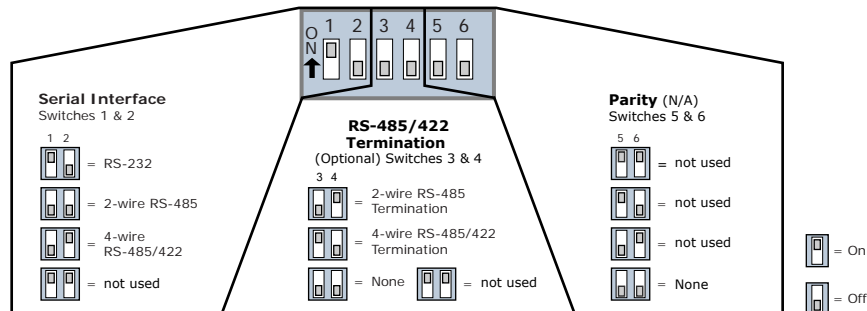 O
N
1 2 3 4 5 6
Serial Interface
Switches 1 & 2
1 2
= RS-232
= 2-wire RS-485
= 4-wire
RS-485/422
= not used
RS-485/422
Termination
(Optional) Switches 3 & 4
3 4
= 2-wire RS-485
Termination
= 4-wire RS-485/422
Termination
= None
= not used
Parity (N/A)
Switches 5 & 6
5 6
= not used
= not used
= not used
= None
= On
= Off